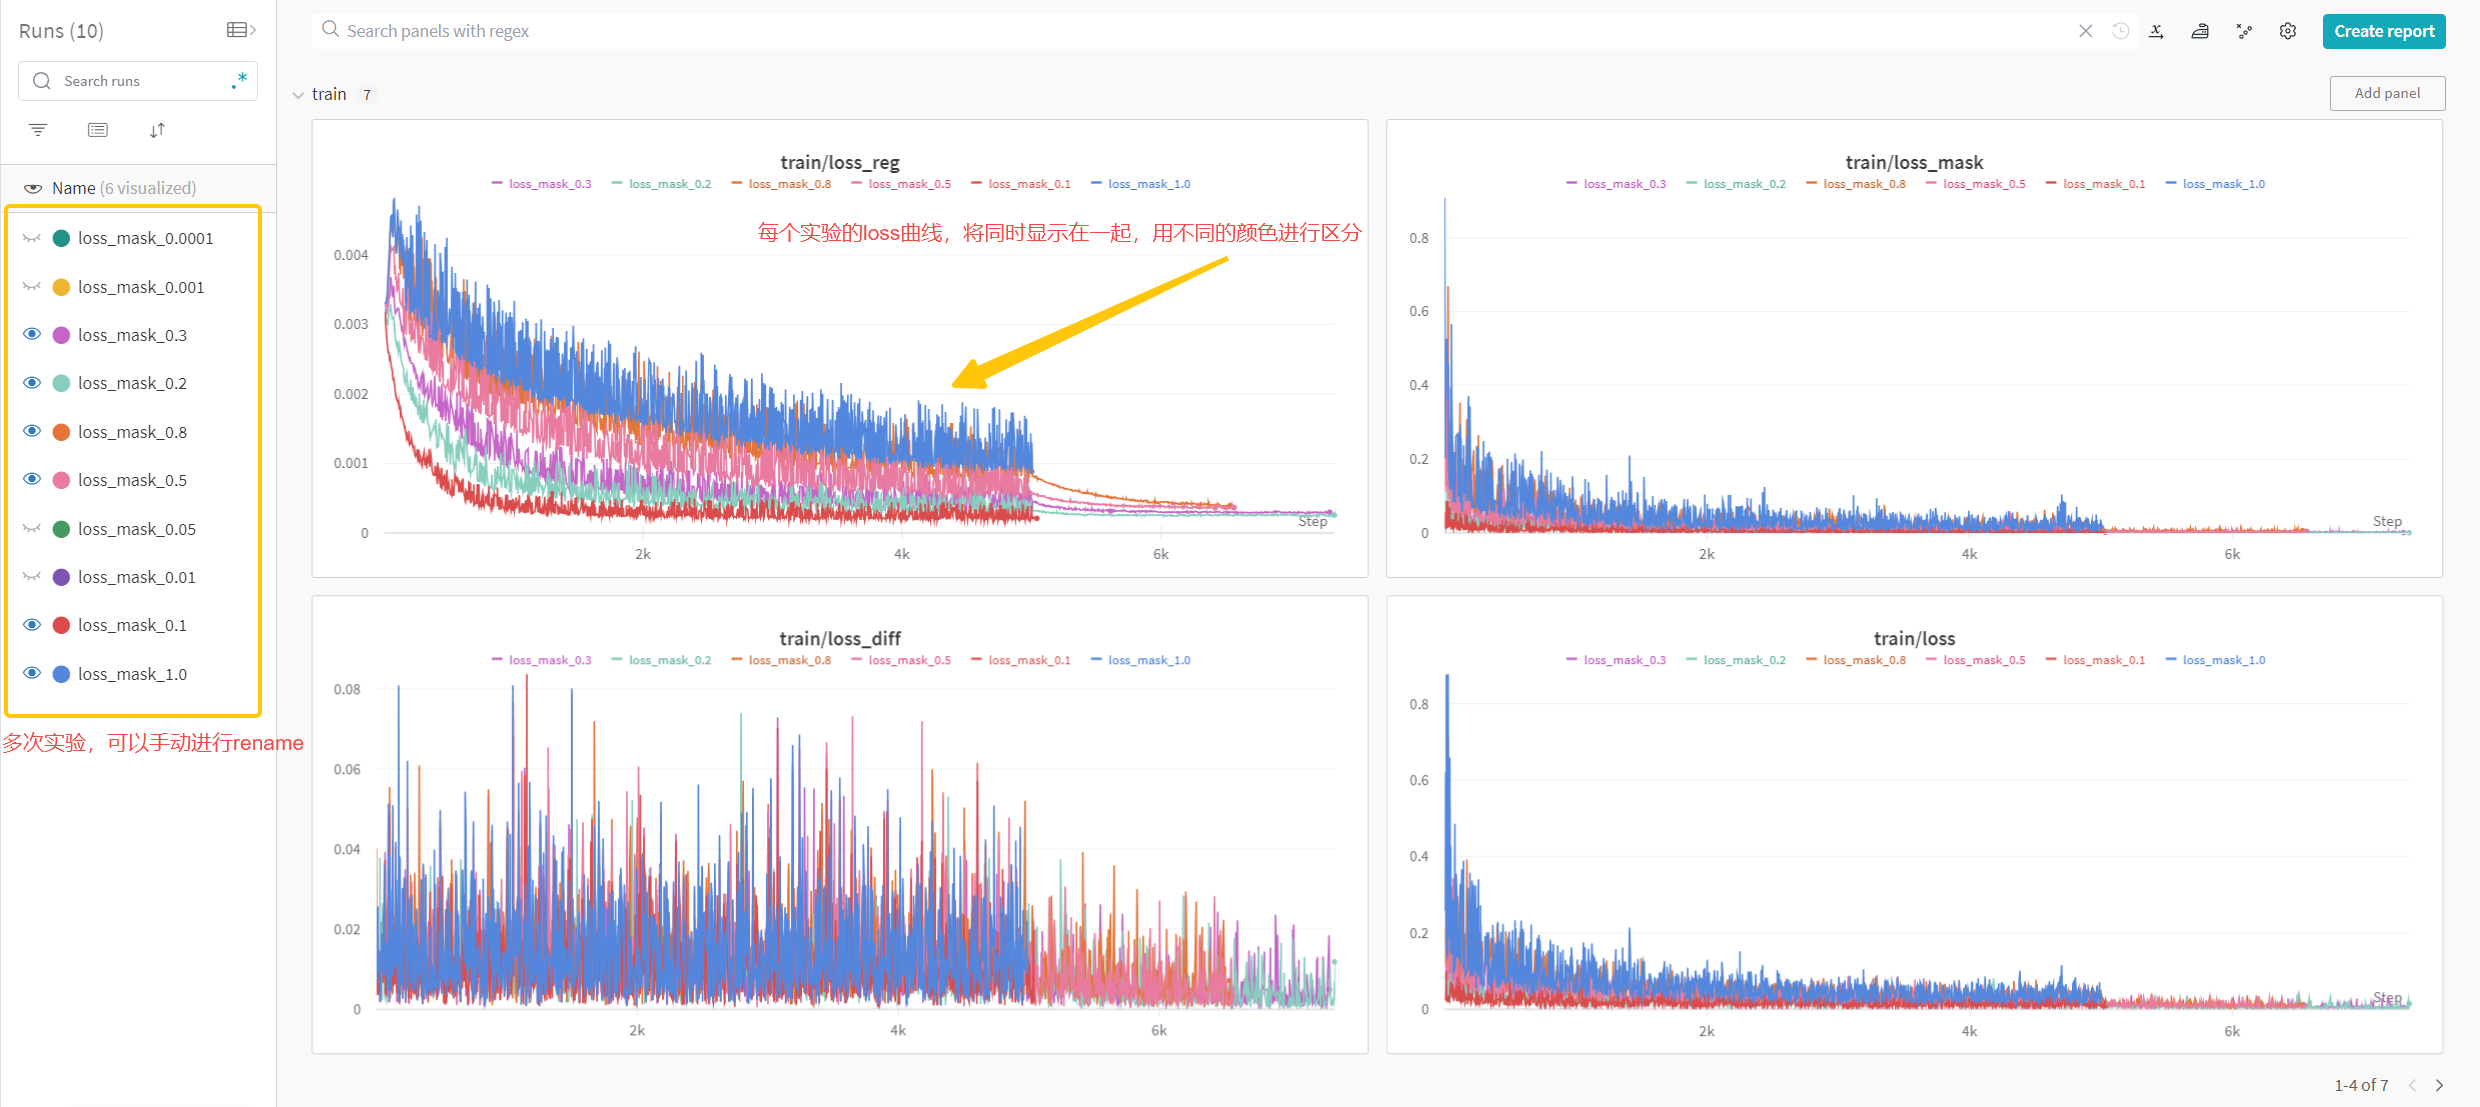 Runs (10)
Search runs
.*
Name (6 visualized)
loss_mask_0.0001
loss_mask_0.001
loss_mask_0.3
loss_mask_0.2
loss_mask_0.8
loss_mask_0.5
loss_mask_0.05
loss_mask_0.01
loss_mask_0.1
loss_mask_1.0
多次实验，可以手动进行rename
Search panels with regex
Create report
train 7
Add panel
train/loss_reg
loss_mask_0.3 loss_mask_0.2 loss_mask_0.8 loss_mask_0.5 loss_mask_0.1 loss_mask_1.0
每个实验的loss曲线，将同时显示在一起，用不同的颜色进行区分
0.004
0.003
0.002
0.001
0
Step
2k 4k 6k
train/loss_mask
loss_mask_0.3 loss_mask_0.2 loss_mask_0.8 loss_mask_0.5 loss_mask_0.1 loss_mask_1.0
0.8
0.6
0.4
0.2
0
Step
2k 4k 6k
train/loss_diff
loss_mask_0.3 loss_mask_0.2 loss_mask_0.8 loss_mask_0.5 loss_mask_0.1 loss_mask_1.0
0.08
0.06
0.04
0.02
0
2k 4k 6k
train/loss
loss_mask_0.3 loss_mask_0.2 loss_mask_0.8 loss_mask_0.5 loss_mask_0.1 loss_mask_1.0
0.8
0.6
0.4
0.2
0
Step
2k 4k 6k
1-4 of 7